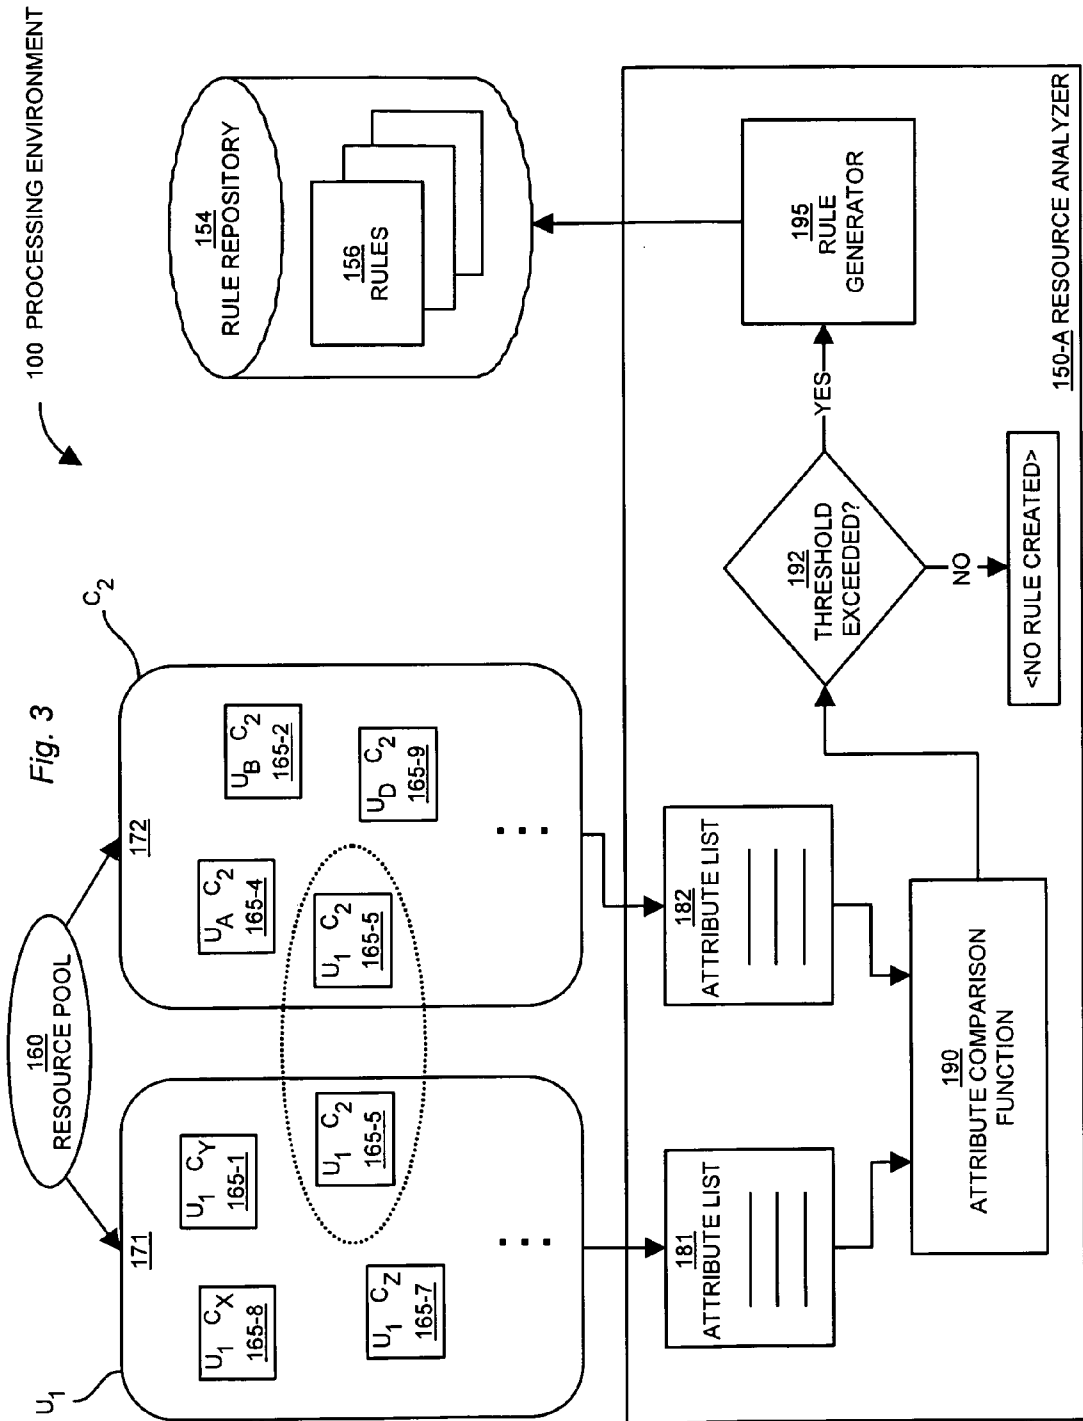 100 PROCESSING ENVIRONMENT
Fig. 3
160
RESOURCE POOL
U1
171
U1 CX
165-8
U1 CY
165-1
U1 CZ
165-7
U1 C2
165-5
C2
172
UA C2
165-4
UB C2
165-2
U1 C2
165-5
UD C2
165-9
154
RULE REPOSITORY
156
RULES
181
ATTRIBUTE LIST
182
ATTRIBUTE LIST
190
ATTRIBUTE COMPARISON
FUNCTION
192
THRESHOLD
EXCEEDED?
YES
NO
<NO RULE CREATED>
195
RULE
GENERATOR
150-A RESOURCE ANALYZER